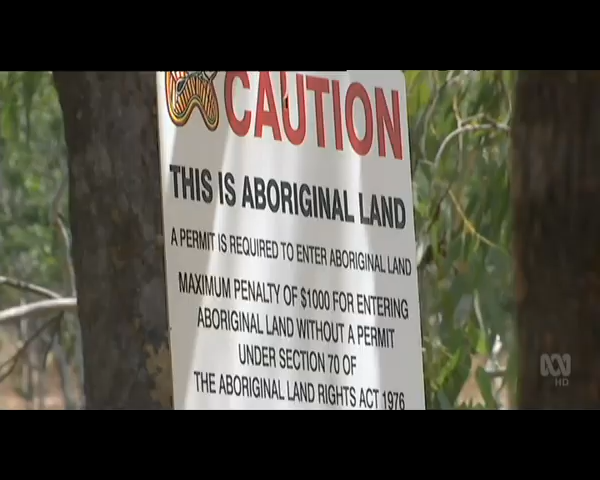 CAUTION
THIS IS ABORIGINAL LAND
A PERMIT IS REQUIRED TO ENTER ABORIGINAL LAND
MAXIMUM PENALTY OF $1000 FOR ENTERING
ABORIGINAL LAND WITHOUT A PERMIT
UNDER SECTION 70 OF
THE ABORIGINAL LAND RIGHTS ACT 1976
HD